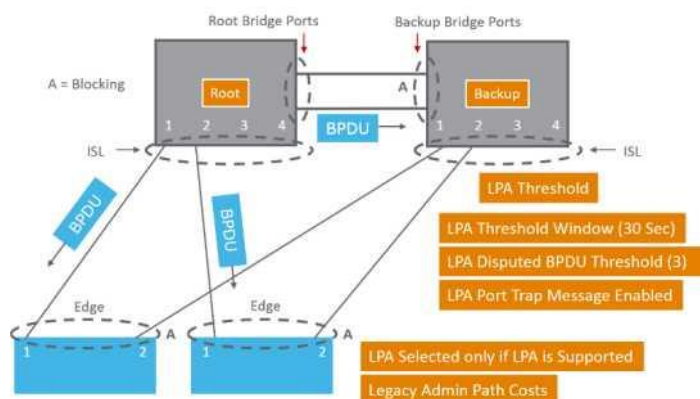 Root Bridge Ports
Backup Bridge Ports
A = Blocking
Root
A
Backup
1 2 3 4
BPDU
1 2 3 4
ISL
ISL
BPDU
BPDU
LPA Threshold
LPA Threshold Window (30 Sec)
LPA Disputed BPDU Threshold (3)
LPA Port Trap Message Enabled
Edge
Edge
A
A
1 2
1 2
LPA Selected only if LPA is Supported
Legacy Admin Path Costs